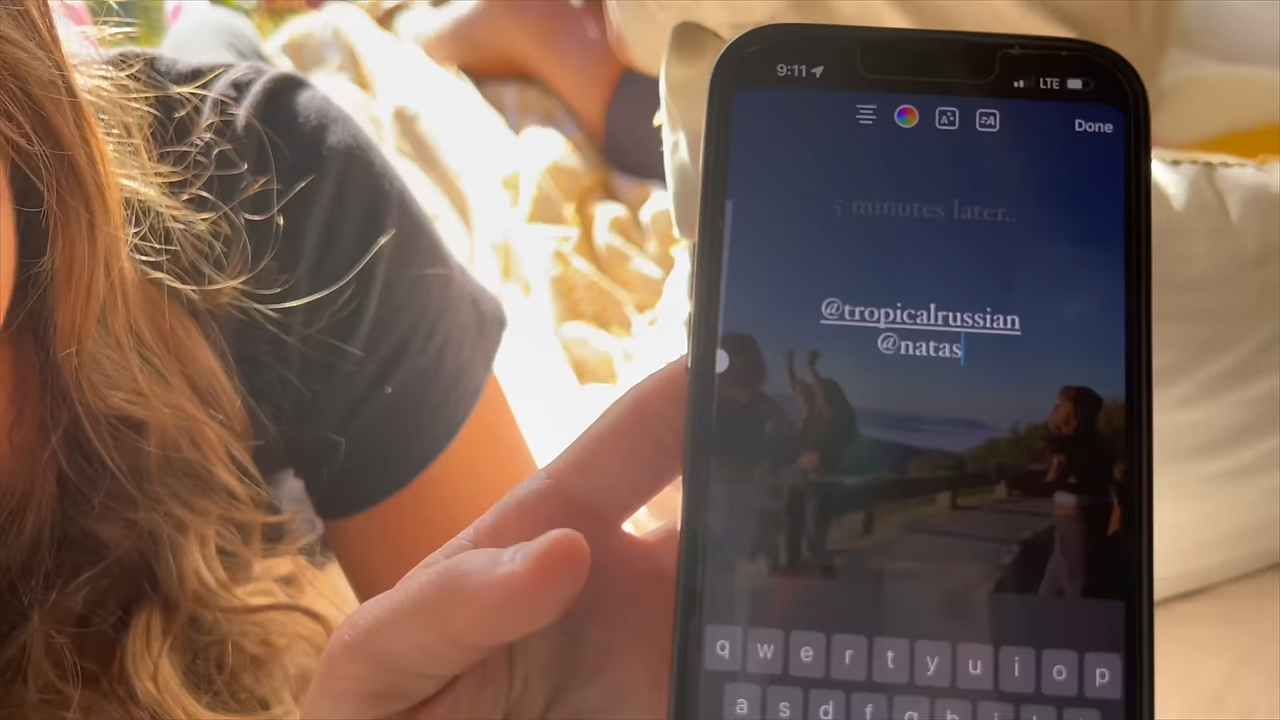 9:11
LTE
Done
5 minutes later..
@tropicalrussian
@natas
q w e r t y u i o p
a s d f